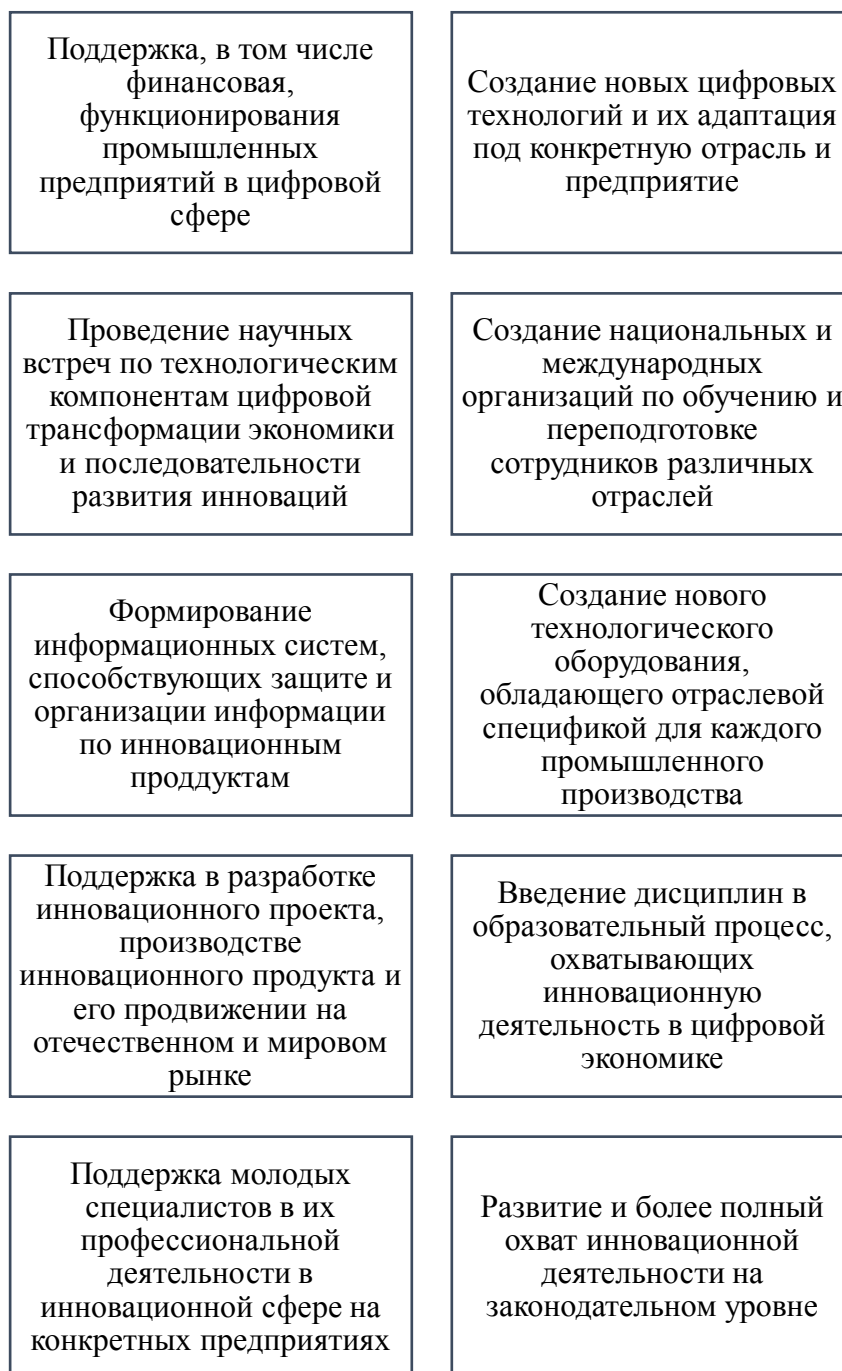 Поддержка, в том числе
финансовая,
функционирования
промышленных
предприятий в цифровой
сфере
Создание новых цифровых
технологий и их адаптация
под конкретную отрасль и
предприятие
Проведение научных
встреч по технологическим
компонентам цифровой
трансформации экономики
и последовательности
развития инноваций
Создание национальных и
международных
организаций по обучению и
переподготовке
сотрудников различных
отраслей
Формирование
информационных систем,
способствующих защите и
организации информации
по инновационным
проддуктам
Создание нового
технологического
оборудования,
обладающего отраслевой
спецификой для каждого
промышленного
производства
Поддержка в разработке
инновационного проекта,
производстве
инновационного продукта и
его продвижении на
отечественном и мировом
рынке
Введение дисциплин в
образовательный процесс,
охватывающих
инновационную
деятельность в цифровой
экономике
Поддержка молодых
специалистов в их
профессиональной
деятельности в
инновационной сфере на
конкретных предприятиях
Развитие и более полный
охват инновационной
деятельности на
законодательном уровне